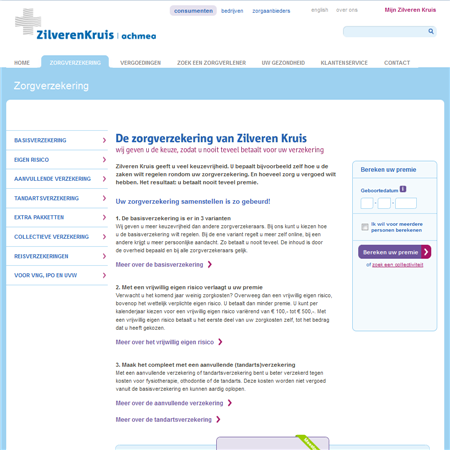 consumenten bedrijven zorgaanbieders english over ons Mijn Zilveren Kruis
ZilverenKruis | achmea
HOME ZORGVERZEKERING VERGOEDINGEN ZOEK EEN ZORGVERLENER UW GEZONDHEID KLANTENSERVICE CONTACT
Zorgverzekering
BASISVERZEKERING
EIGEN RISICO
AANVULLENDE VERZEKERING
TANDARTSVERZEKERING
EXTRA PAKKETTEN
COLLECTIEVE VERZEKERING
REISVERZEKERINGEN
VOOR VNG, IPO EN UVW
De zorgverzekering van Zilveren Kruis
wij geven u de keuze, zodat u nooit teveel betaalt voor uw verzekering
Zilveren Kruis geeft u veel keuzevrijheid. U bepaalt bijvoorbeeld zelf hoe u de
zaken wilt regelen rondom uw zorgverzekering. En hoeveel zorg u vergoed wilt
hebben. Het resultaat: u betaalt nooit teveel premie.
Uw zorgverzekering samenstellen is zo gebeurd!
1. De basisverzekering is er in 3 varianten
Wij geven u meer keuzevrijheid dan andere zorgverzekeraars. Bij ons kunt u kiezen hoe
u de basisverzekering wilt regelen. Bij de ene variant regelt u meer zelf online, bij een
andere krijgt u meer persoonlijke aandacht. Zo betaalt u nooit teveel. De inhoud is door
de overheid bepaald en bij alle zorgverzekeraars gelijk.
Meer over de basisverzekering
2. Met een vrijwillig eigen risico verlaagt u uw premie
Verwacht u het komend jaar weinig zorgkosten? Overweeg dan een vrijwillig eigen risico,
bovenop het wettelijk verplichte eigen risico. U betaalt dan minder premie. U kunt per
kalenderjaar kiezen voor een vrijwillig eigen risico variërend van € 100,- tot € 500,-. Met
een vrijwillig eigen risico betaalt u het eerste deel van uw zorgkosten zelf, tot het bedrag
dat u heeft gekozen.
Meer over het vrijwillig eigen risico
3. Maak het compleet met een aanvullende (tandarts)verzekering
Met een aanvullende verzekering of tandartsverzekering bent u beter verzekerd tegen
kosten voor fysiotherapie, orthodontie of de tandarts. Deze kosten worden niet vergoed
vanuit de basisverzekering en kunnen aardig oplopen.
Meer over de aanvullende verzekering
Meer over de tandartsverzekering
Bereken uw premie
Geboortedatum i
- -
Ik wil voor meerdere
personen berekenen
Bereken uw premie
of zoek een collectiviteit